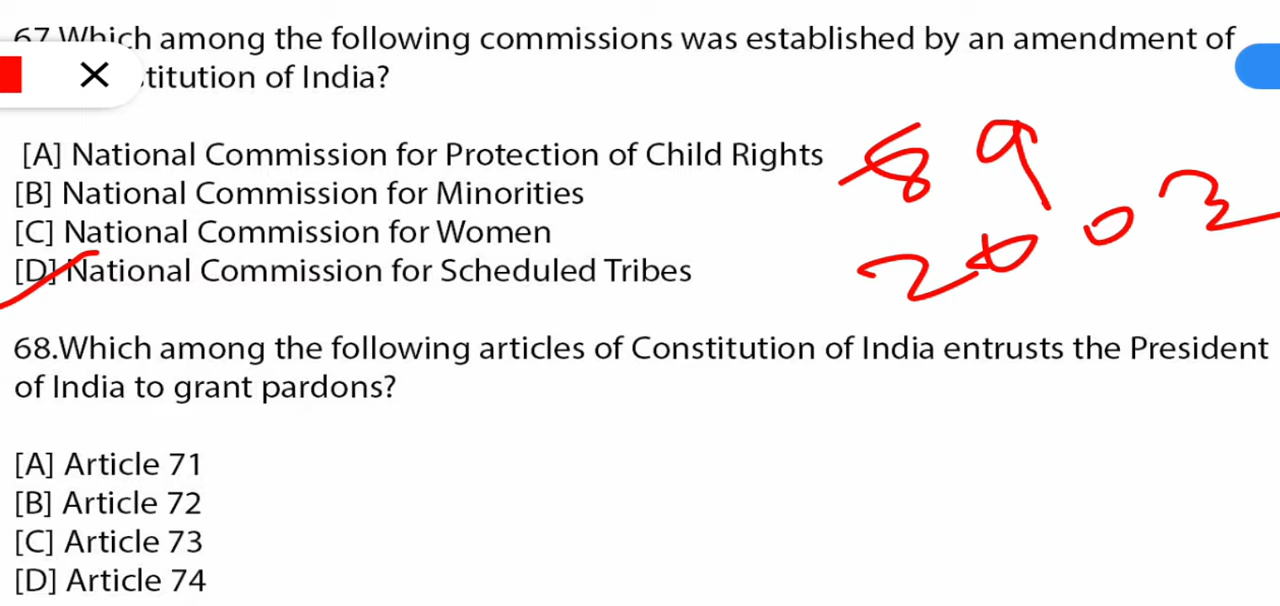 67.Which among the following commissions was established by an amendment of
titution of India?
[A] National Commission for Protection of Child Rights
[B] National Commission for Minorities
[C] National Commission for Women
[D] National Commission for Scheduled Tribes
89
2003
68.Which among the following articles of Constitution of India entrusts the President
of India to grant pardons?
[A] Article 71
[B] Article 72
[C] Article 73
[D] Article 74